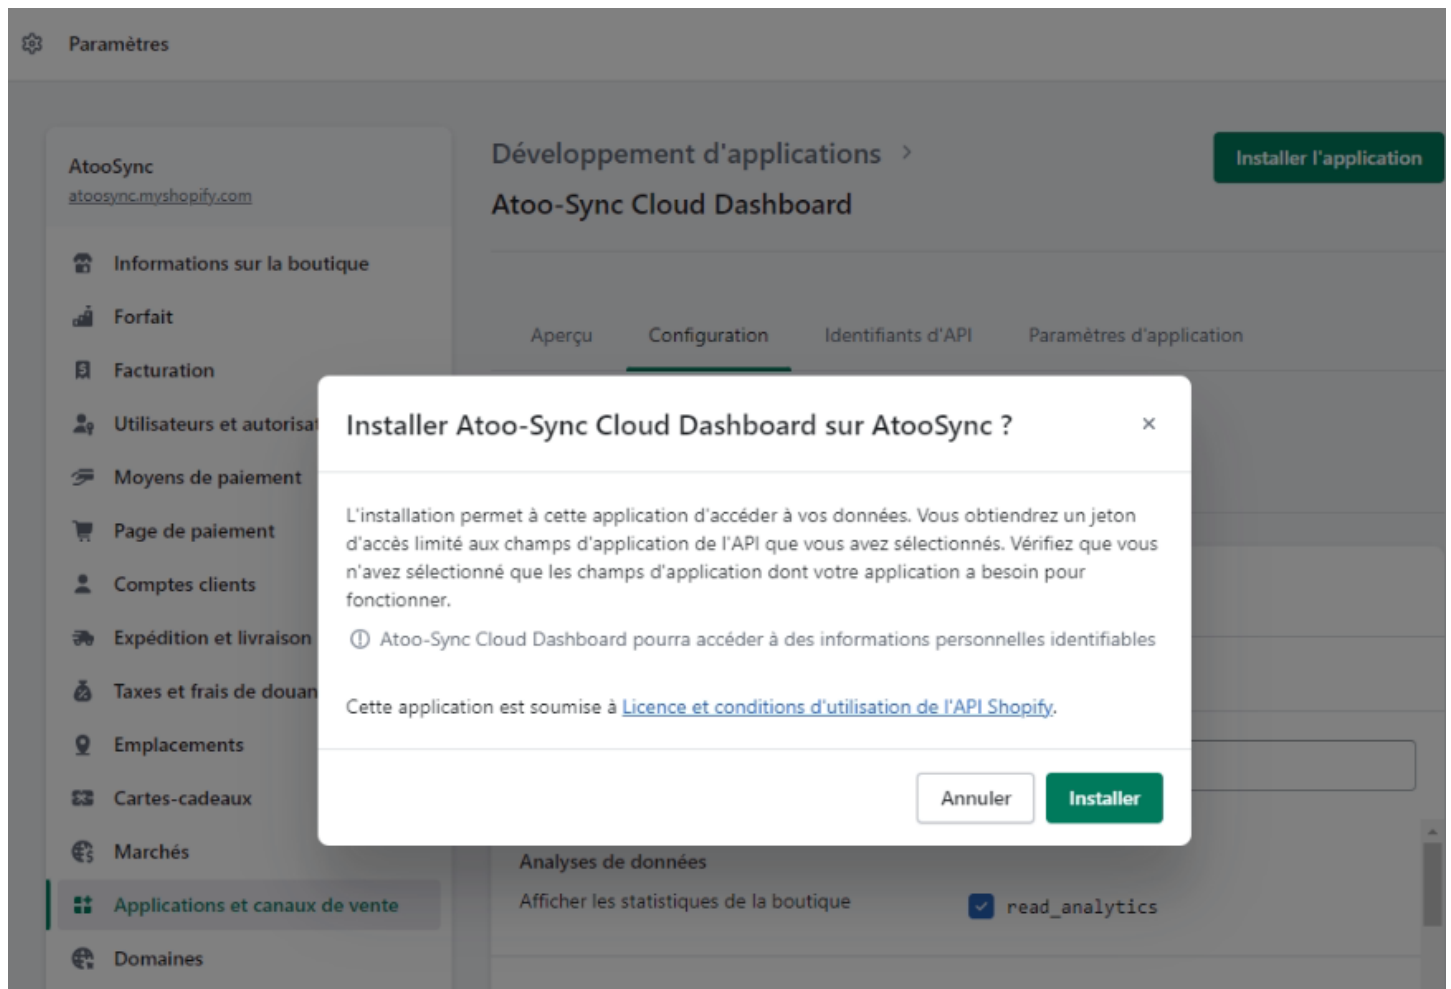 Paramètres
AtooSync
atoosync.myshopify.com
Informations sur la boutique
Forfait
Facturation
Utilisateurs et
Moyens de paiement
Page de paiement
Comptes clients
Expédition et livraison
Taxes et frais de
Emplacements
Cartes-cadeaux
Marchés
Applications et canaux de vente
Domaines
Développement d'applications >
Installer l'application
Atoo-Sync Cloud Dashboard
Aperçu Configuration Identifiants d'API Paramètres d'application
Installer Atoo-Sync Cloud Dashboard sur AtooSync ?
L'installation permet à cette application d'accéder à vos données. Vous obtiendrez un jeton
d'accès limité aux champs d'application de l'API que vous avez sélectionnés. Vérifiez que vous
n'avez sélectionné que les champs d'application dont votre application a besoin pour
fonctionner.
Atoo-Sync Cloud Dashboard pourra accéder à des informations personnelles identifiables
Cette application est soumise à Licence et conditions d'utilisation de l'API Shopify.
Annuler Installer
Analyses de données
Afficher les statistiques de la boutique read_analytics